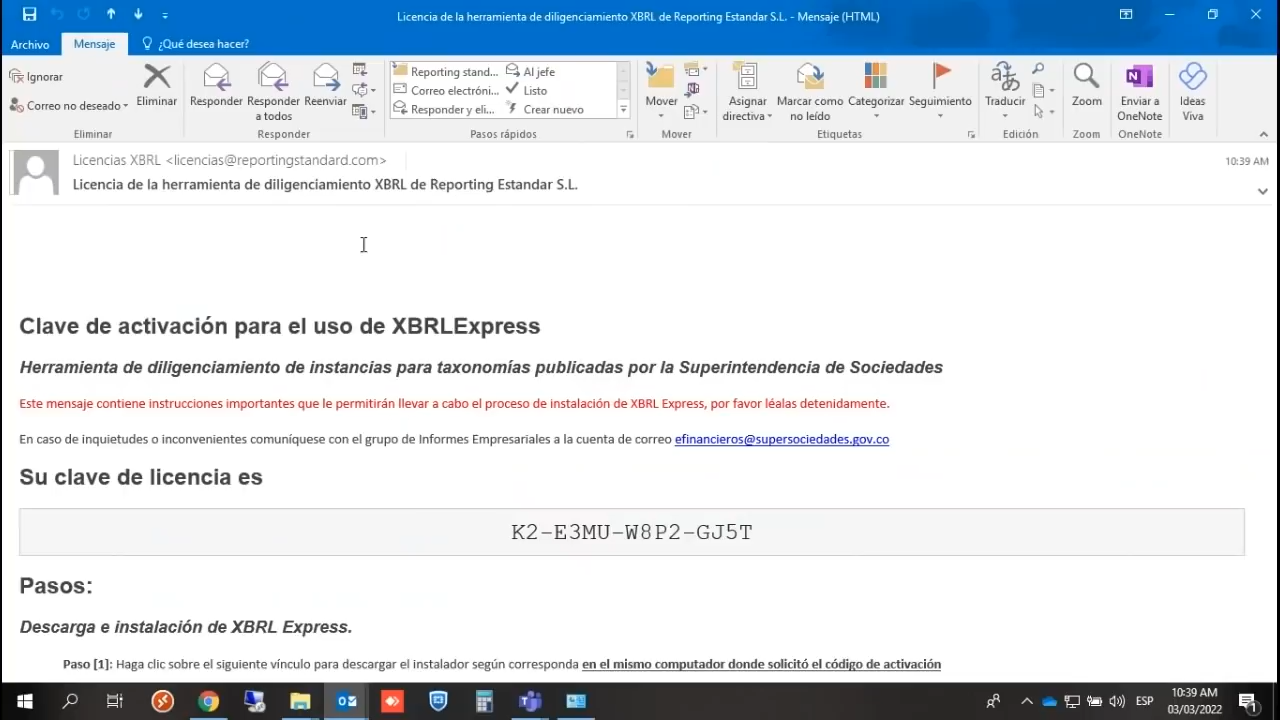 Licencia de la herramienta de diligenciamiento XBRL de Reporting Estandar S.L. - Mensaje (HTML)
Archivo
Mensaje
¿Qué desea hacer?
Ignorar
Correo no deseado
Eliminar
Responder
Responder a todos
Reenviar
Reporting stand...
Correo electróni...
Responder y eli...
Al jefe
Listo
Crear nuevo
Mover
Asignar directiva
Marcar como no leído
Categorizar
Seguimiento
Traducir
Zoom
Enviar a OneNote
Ideas Viva
Eliminar
Responder
Pasos rápidos
Mover
Etiquetas
Edición
Zoom
OneNote
Licencias XBRL <licencias@reportingstandard.com>
10:39 AM
Licencia de la herramienta de diligenciamiento XBRL de Reporting Estandar S.L.
Clave de activación para el uso de XBRLExpress
Herramienta de diligenciamiento de instancias para taxonomías publicadas por la Superintendencia de Sociedades
Este mensaje contiene instrucciones importantes que le permitirán llevar a cabo el proceso de instalación de XBRL Express, por favor léalas detenidamente.
En caso de inquietudes o inconvenientes comuníquese con el grupo de Informes Empresariales a la cuenta de correo efinancieros@supersociedades.gov.co
Su clave de licencia es
K2-E3MU-W8P2-GJ5T
Pasos:
Descarga e instalación de XBRL Express.
Paso [1]: Haga clic sobre el siguiente vínculo para descargar el instalador según corresponda en el mismo computador donde solicitó el código de activación
ESP
10:39 AM
03/03/2022
1